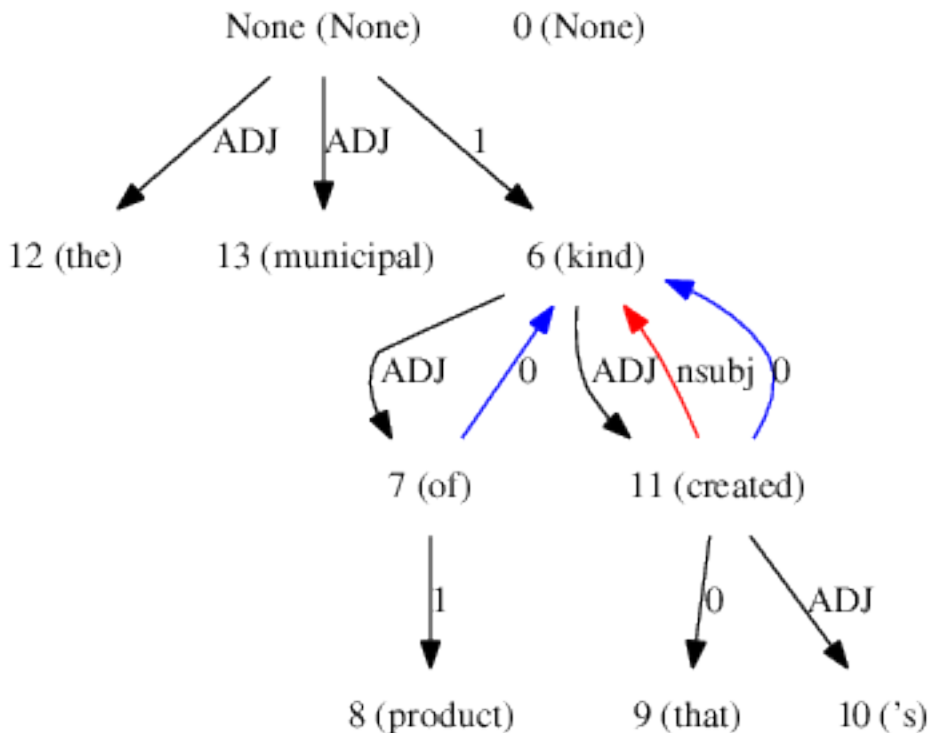 None (None) 0 (None)
ADJ ADJ 1
12 (the) 13 (municipal) 6 (kind)
ADJ 0 ADJ nsubj 0
7 (of) 11 (created)
1 0 ADJ
8 (product) 9 (that) 10 ('s)